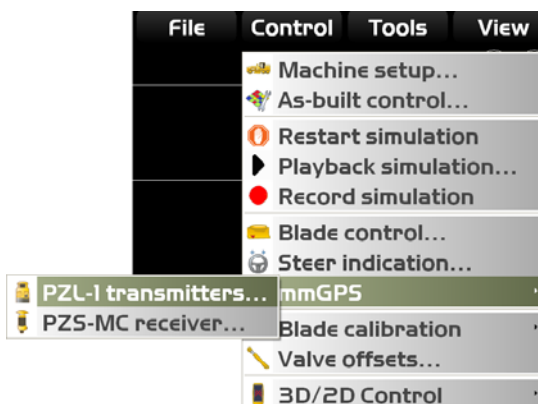 File Control Tools View
Machine setup...
As-built control...
Restart simulation
Playback simulation...
Record simulation
Blade control...
Steer indication...
PZL-1 transmitters... mmGPS
PZS-MC receiver...
Blade calibration
Valve offsets...
3D/2D Control